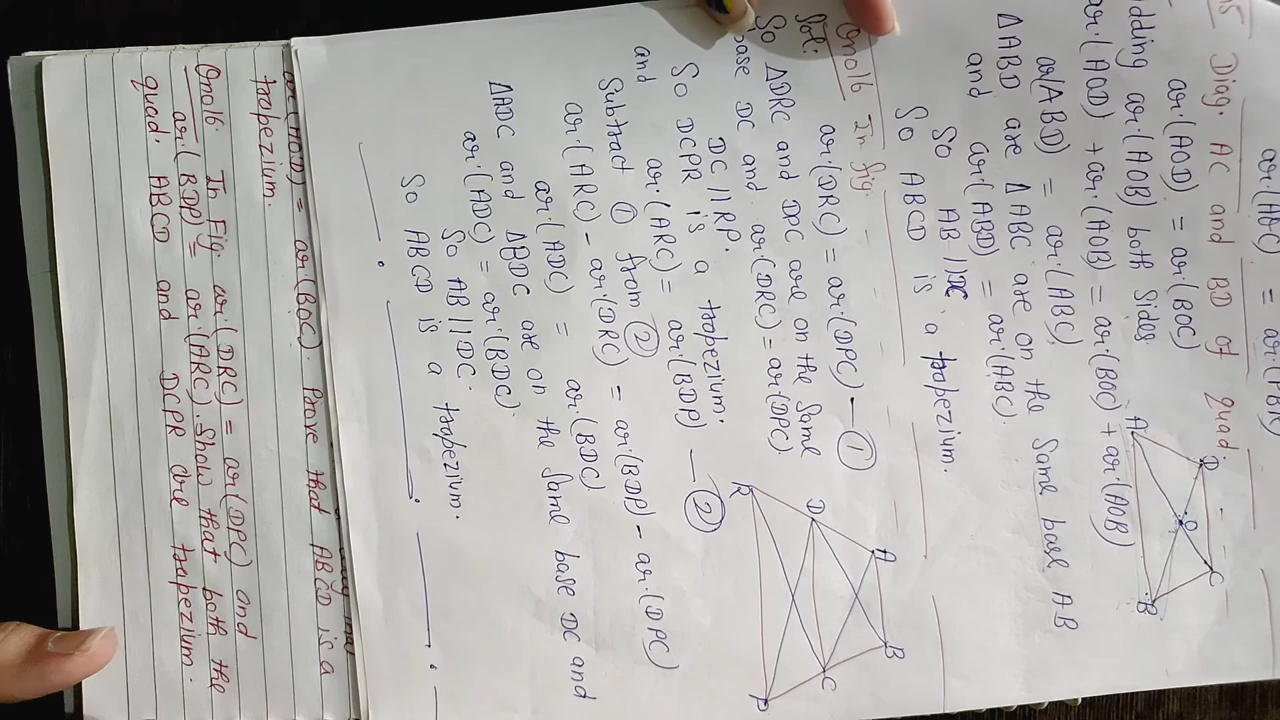 ar.(ABC) = ar.(ABR)
15 Diag. AC and BD of quad.
ar.(AOD) = ar.(BOC)
dding ar.(AOB) both sides
ar.(AOD) + ar.(AOB) = ar.(BOC) + ar.(AOB)
ar(ABD) = ar.(ABC)
ΔABD are ΔABC are on the same base AB
and ar.(ABD) = ar.(ABC).
So AB || DC
So ABCD is a trapezium.
D C
O
A B
Qno16 In fig.
Sol: ar.(DRC) = ar.(DPC) — ①
So ΔDRC and DPC are on the same
base DC and ar.(DRC) = ar(DPC).
DC || RP.
So DCPR is a trapezium.
and ar.(ARC) = ar.(BDP) — ②
Subtract ① from ②
ar.(ARC) - ar.(DRC) = ar.(BDP) - ar.(DPC)
ar.(ADC) = ar.(BDC)
ΔADC and ΔBDC are on the same base DC and
ar.(ADC) = ar.(BDC).
So AB || DC.
So ABCD is a trapezium.
A B
D C
R P
ar(AOD) = ar.(BOC). Prove that ABCD is a
trapezium.
Qno16. In Fig. ar.(DRC) = ar.(DPC) and
ar.(BDP) = ar.(ARC). Show that both the
quad. ABCD and DCPR are trapezium.